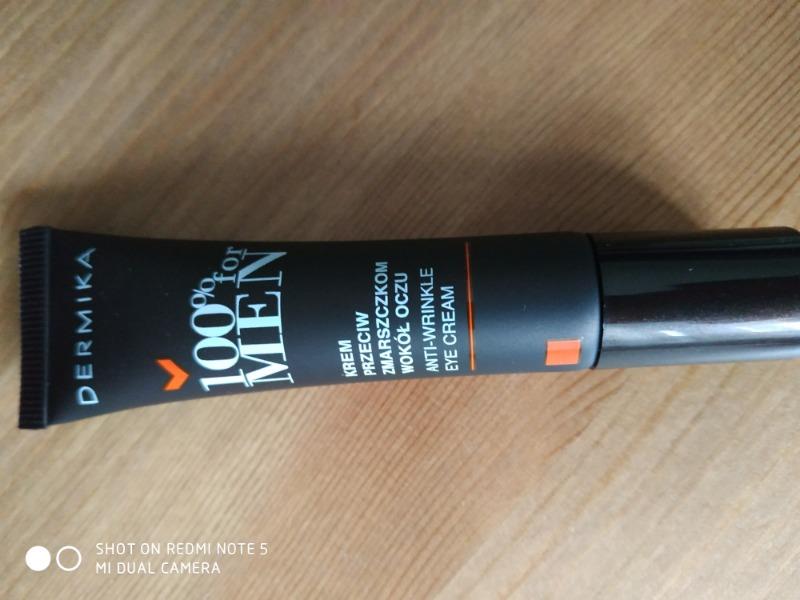 DERMIKA
100%
for
MEN
KREM
PRZECIW
ZMARSZCZKOM
WOKÓŁ OCZU
ANTI-WRINKLE
EYE CREAM
SHOT ON REDMI NOTE 5
MI DUAL CAMERA